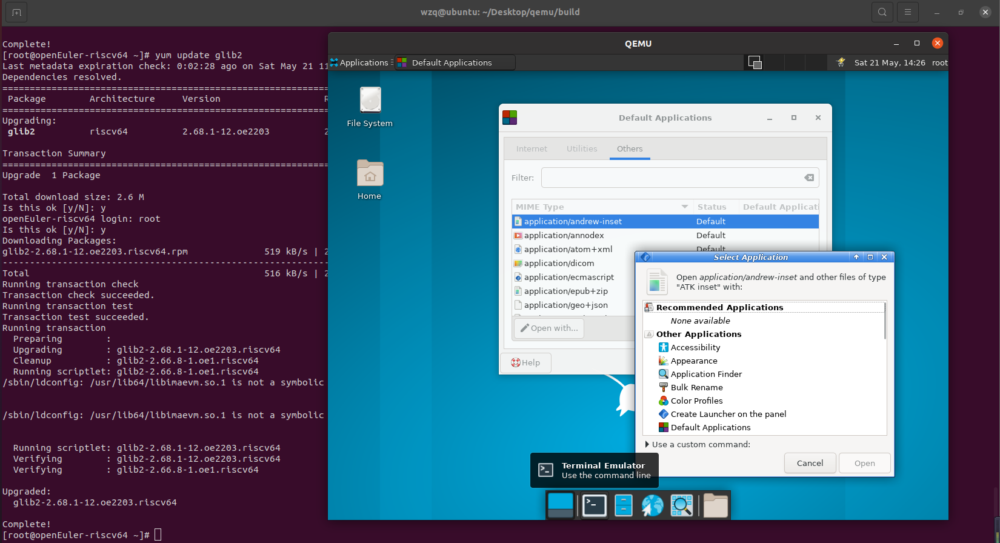 wzq@ubuntu: ~/Desktop/qemu/build
Complete!
[root@openEuler-riscv64 ~]# yum update glib2
Last metadata expiration check: 0:02:28 ago on Sat May 21 11
Dependencies resolved.
Package Architecture Version R
Upgrading:
glib2 riscv64 2.68.1-12.oe2203 2
Transaction Summary
Upgrade 1 Package
Total download size: 2.6 M
Is this ok [y/N]: y
openEuler-riscv64 login: root
Is this ok [y/N]: y
Downloading Packages:
glib2-2.68.1-12.oe2203.riscv64.rpm 519 kB/s | 2
Total 516 kB/s | 2
Running transaction check
Transaction check succeeded.
Running transaction test
Transaction test succeeded.
Running transaction
Preparing :
Upgrading : glib2-2.68.1-12.oe2203.riscv64
Cleanup : glib2-2.66.8-1.oe1.riscv64
Running scriptlet: glib2-2.66.8-1.oe1.riscv64
/sbin/ldconfig: /usr/lib64/libimaevm.so.1 is not a symbolic
/sbin/ldconfig: /usr/lib64/libimaevm.so.1 is not a symbolic
Running scriptlet: glib2-2.68.1-12.oe2203.riscv64
Verifying : glib2-2.68.1-12.oe2203.riscv64
Verifying : glib2-2.66.8-1.oe1.riscv64
Upgraded:
glib2-2.68.1-12.oe2203.riscv64
Complete!
[root@openEuler-riscv64 ~]#
QEMU
Applications Default Applications Sat 21 May, 14:26 root
File System
Home
Default Applications
Internet Utilities Others
Filter:
MIME Type Status Default Applicati
application/andrew-inset Default
application/annodex Default
application/atom+xml Default
application/dicom
application/ecmascript
application/epub+zip
application/geo+json
Open with...
Help
Select Application
Open application/andrew-inset and other files of type
"ATK inset" with:
Recommended Applications
None available
Other Applications
Accessibility
Appearance
Application Finder
Bulk Rename
Color Profiles
Create Launcher on the panel
Default Applications
Use a custom command:
Cancel Open
Terminal Emulator
Use the command line